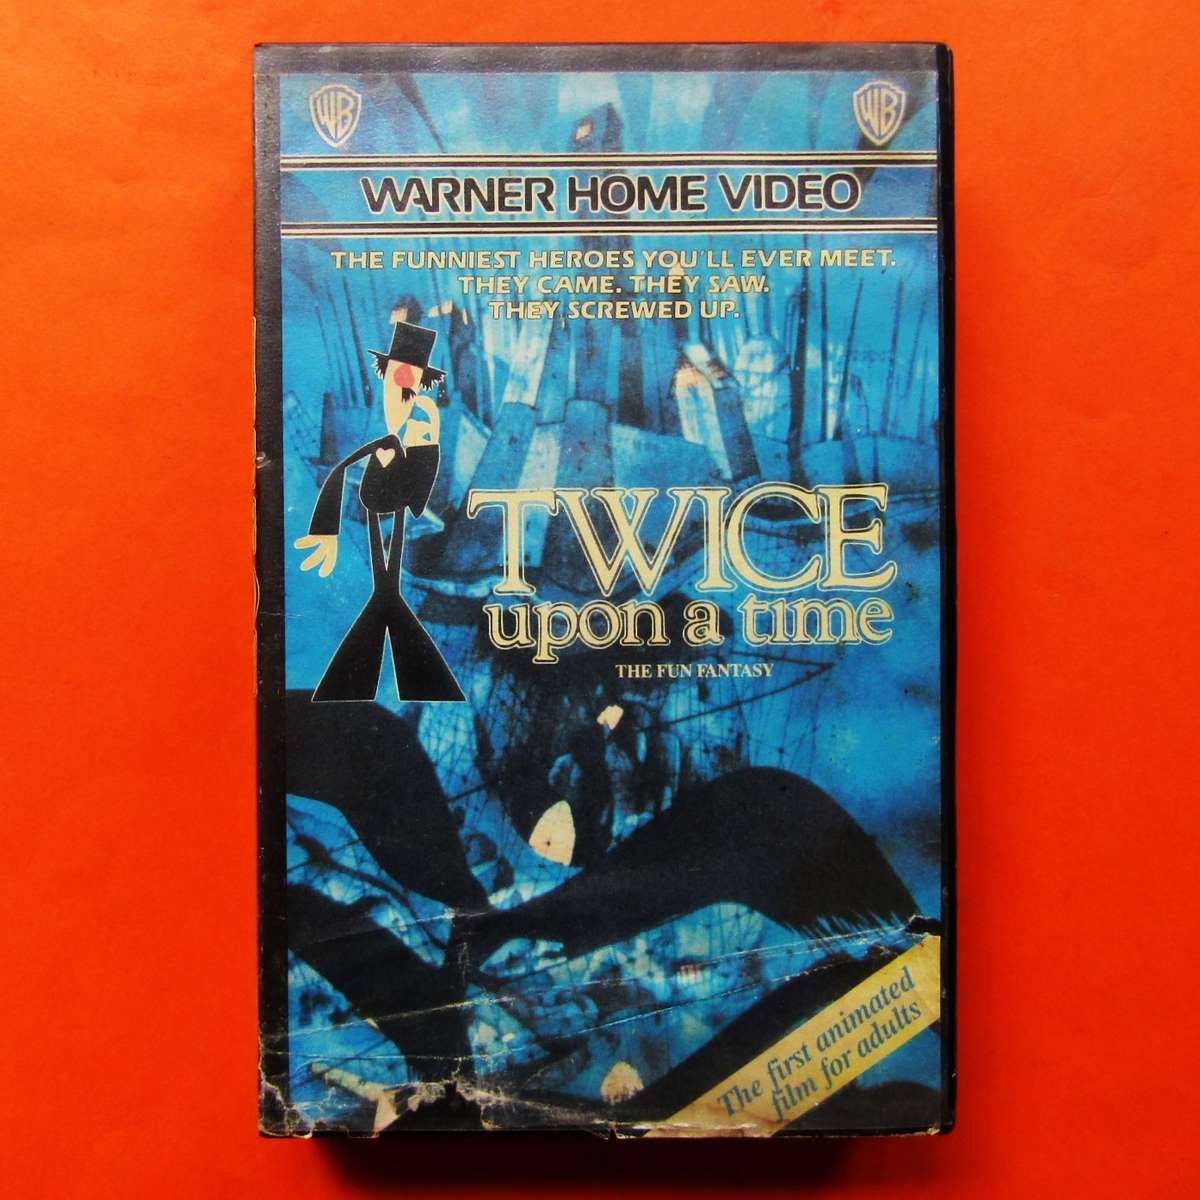 WB
WB
WARNER HOME VIDEO
THE FUNNIEST HEROES YOU'LL EVER MEET.
THEY CAME. THEY SAW.
THEY SCREWED UP.
TWICE
upon a time
THE FUN FANTASY
The first animated
film for adults